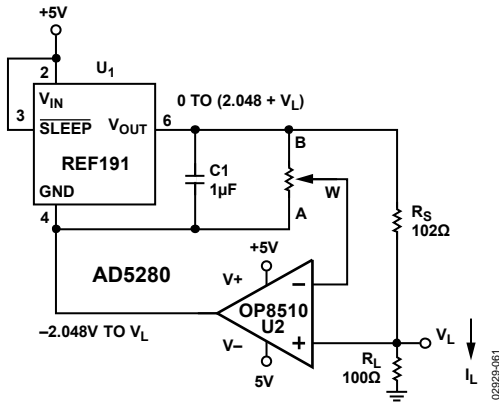 +5V
2
U1
VIN
3
SLEEP
VOUT
6
0 TO (2.048 + VL)
REF191
GND
4
C1
1µF
B
W
A
RS
102Ω
AD5280
+5V
V+
−
OP8510
U2
+
V–
5V
–2.048V TO VL
VL
RL
100Ω
IL
02929-061